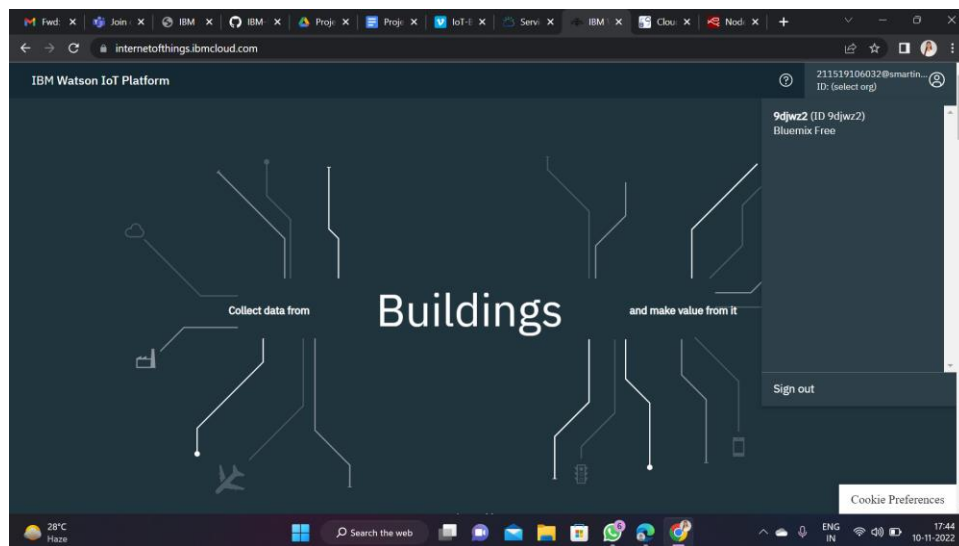 Fwd:
Join
IBM
IBM-
Proje
Proje
IoT-E
Servi
IBM
Clou
Node
internetofthings.ibmcloud.com
IBM Watson IoT Platform
211519106032@smartin...
ID: (select org)
9djwz2 (ID 9djwz2)
Bluemix Free
Collect data from
Buildings
and make value from it
Sign out
Cookie Preferences
28°C
Haze
Search the web
6
ENG
IN
17:44
10-11-2022